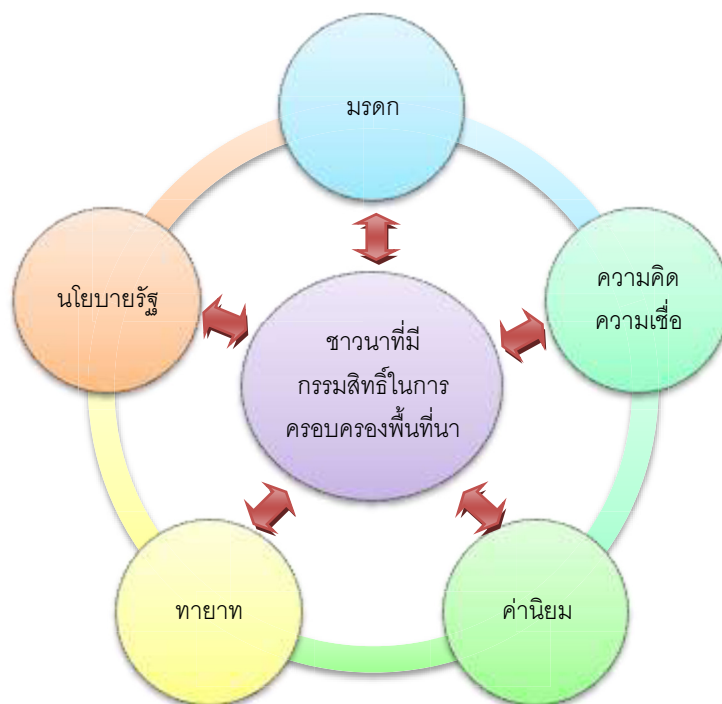 มรดก
ความคิด
ความเชื่อ
นโยบายรัฐ
ชาวนาที่มี
กรรมสิทธิ์ในการ
ครอบครองพื้นที่นา
ทายาท
ค่านิยม